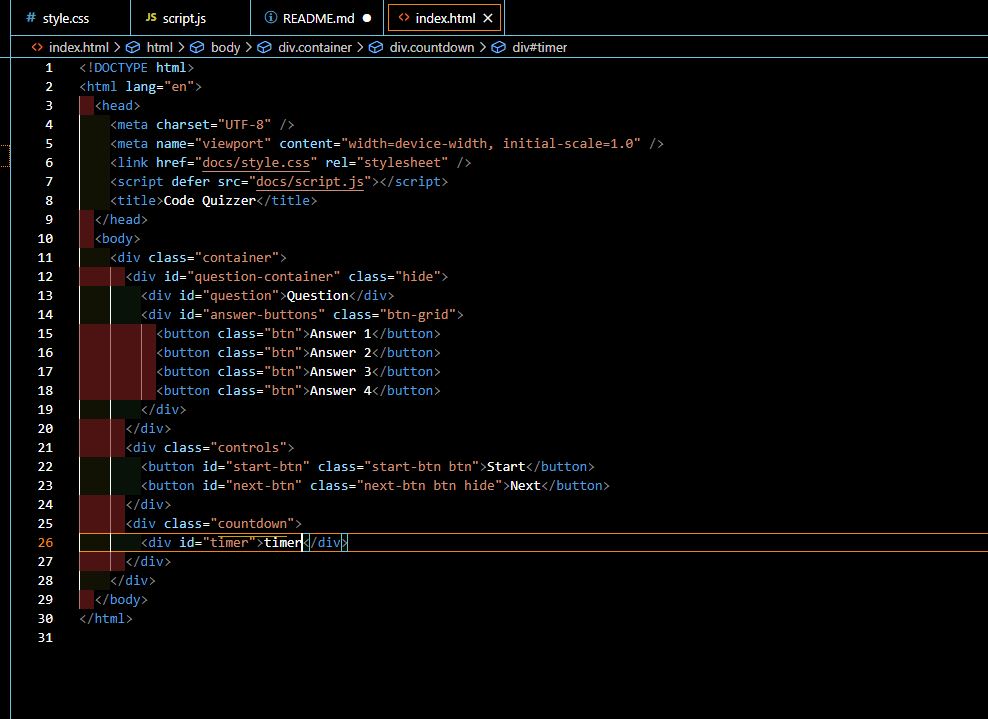 # style.css JS script.js README.md index.html
index.html > html > body > div.container > div.countdown > div#timer
1 <!DOCTYPE html>
2 <html lang="en">
3 <head>
4 <meta charset="UTF-8" />
5 <meta name="viewport" content="width=device-width, initial-scale=1.0" />
6 <link href="docs/style.css" rel="stylesheet" />
7 <script defer src="docs/script.js"></script>
8 <title>Code Quizzer</title>
9 </head>
10 <body>
11 <div class="container">
12 <div id="question-container" class="hide">
13 <div id="question">Question</div>
14 <div id="answer-buttons" class="btn-grid">
15 <button class="btn">Answer 1</button>
16 <button class="btn">Answer 2</button>
17 <button class="btn">Answer 3</button>
18 <button class="btn">Answer 4</button>
19 </div>
20 </div>
21 <div class="controls">
22 <button id="start-btn" class="start-btn btn">Start</button>
23 <button id="next-btn" class="next-btn btn hide">Next</button>
24 </div>
25 <div class="countdown">
26 <div id="timer">timer</div>
27 </div>
28 </div>
29 </body>
30 </html>
31